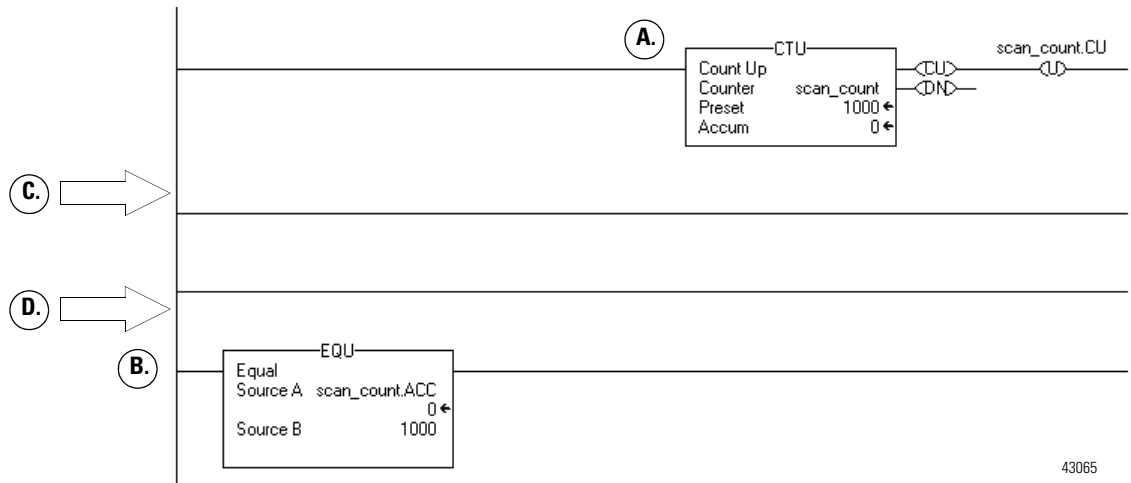 A.
CTU
Count Up
Counter scan_count
Preset 1000
Accum 0
CU
DN
scan_count.CU
U
C.
D.
B.
EQU
Equal
Source A scan_count.ACC
0
Source B 1000
43065